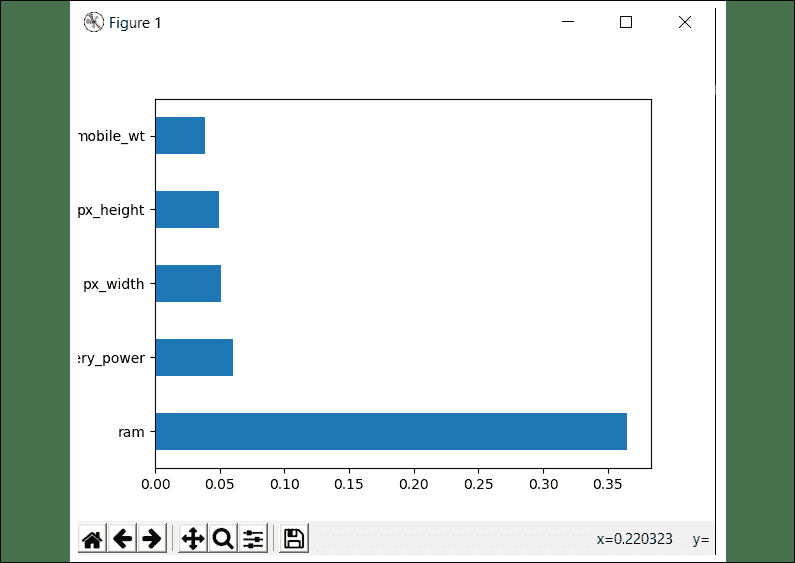 Figure 1
mobile_wt
px_height
px_width
ery_power
ram
0.00 0.05 0.10 0.15 0.20 0.25 0.30 0.35
x=0.220323 y=